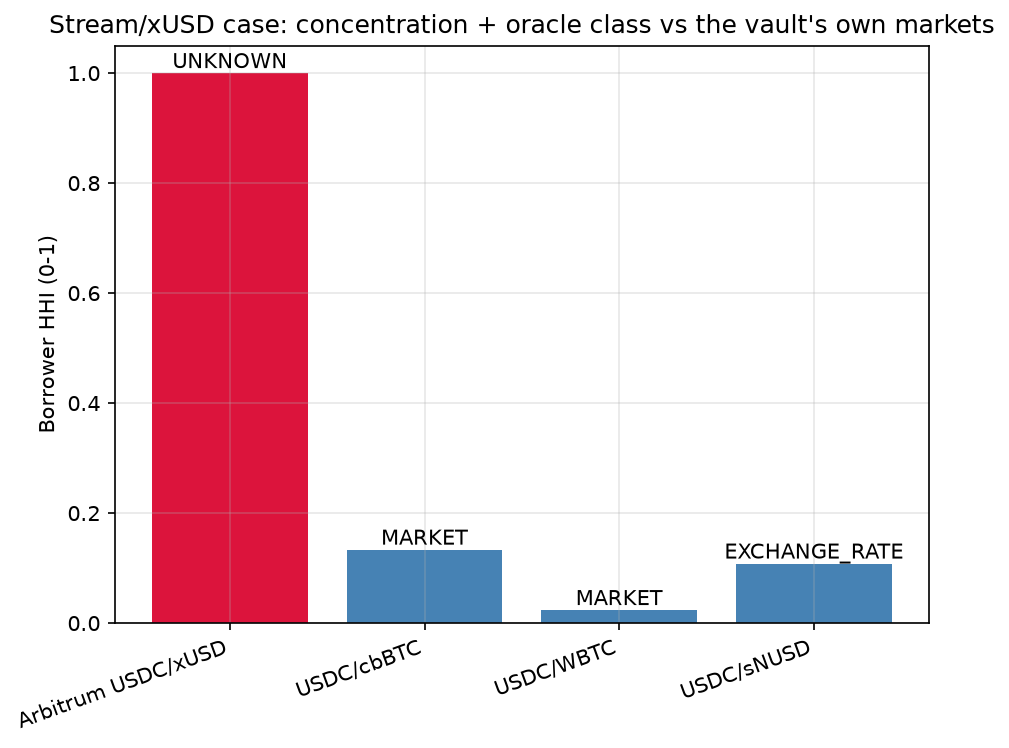 Stream/xUSD case: concentration + oracle class vs the vault's own markets
Borrower HHI (0-1)
1.0
0.8
0.6
0.4
0.2
0.0
UNKNOWN
MARKET
MARKET
EXCHANGE_RATE
Arbitrum USDC/xUSD
USDC/cbBTC
USDC/WBTC
USDC/sNUSD